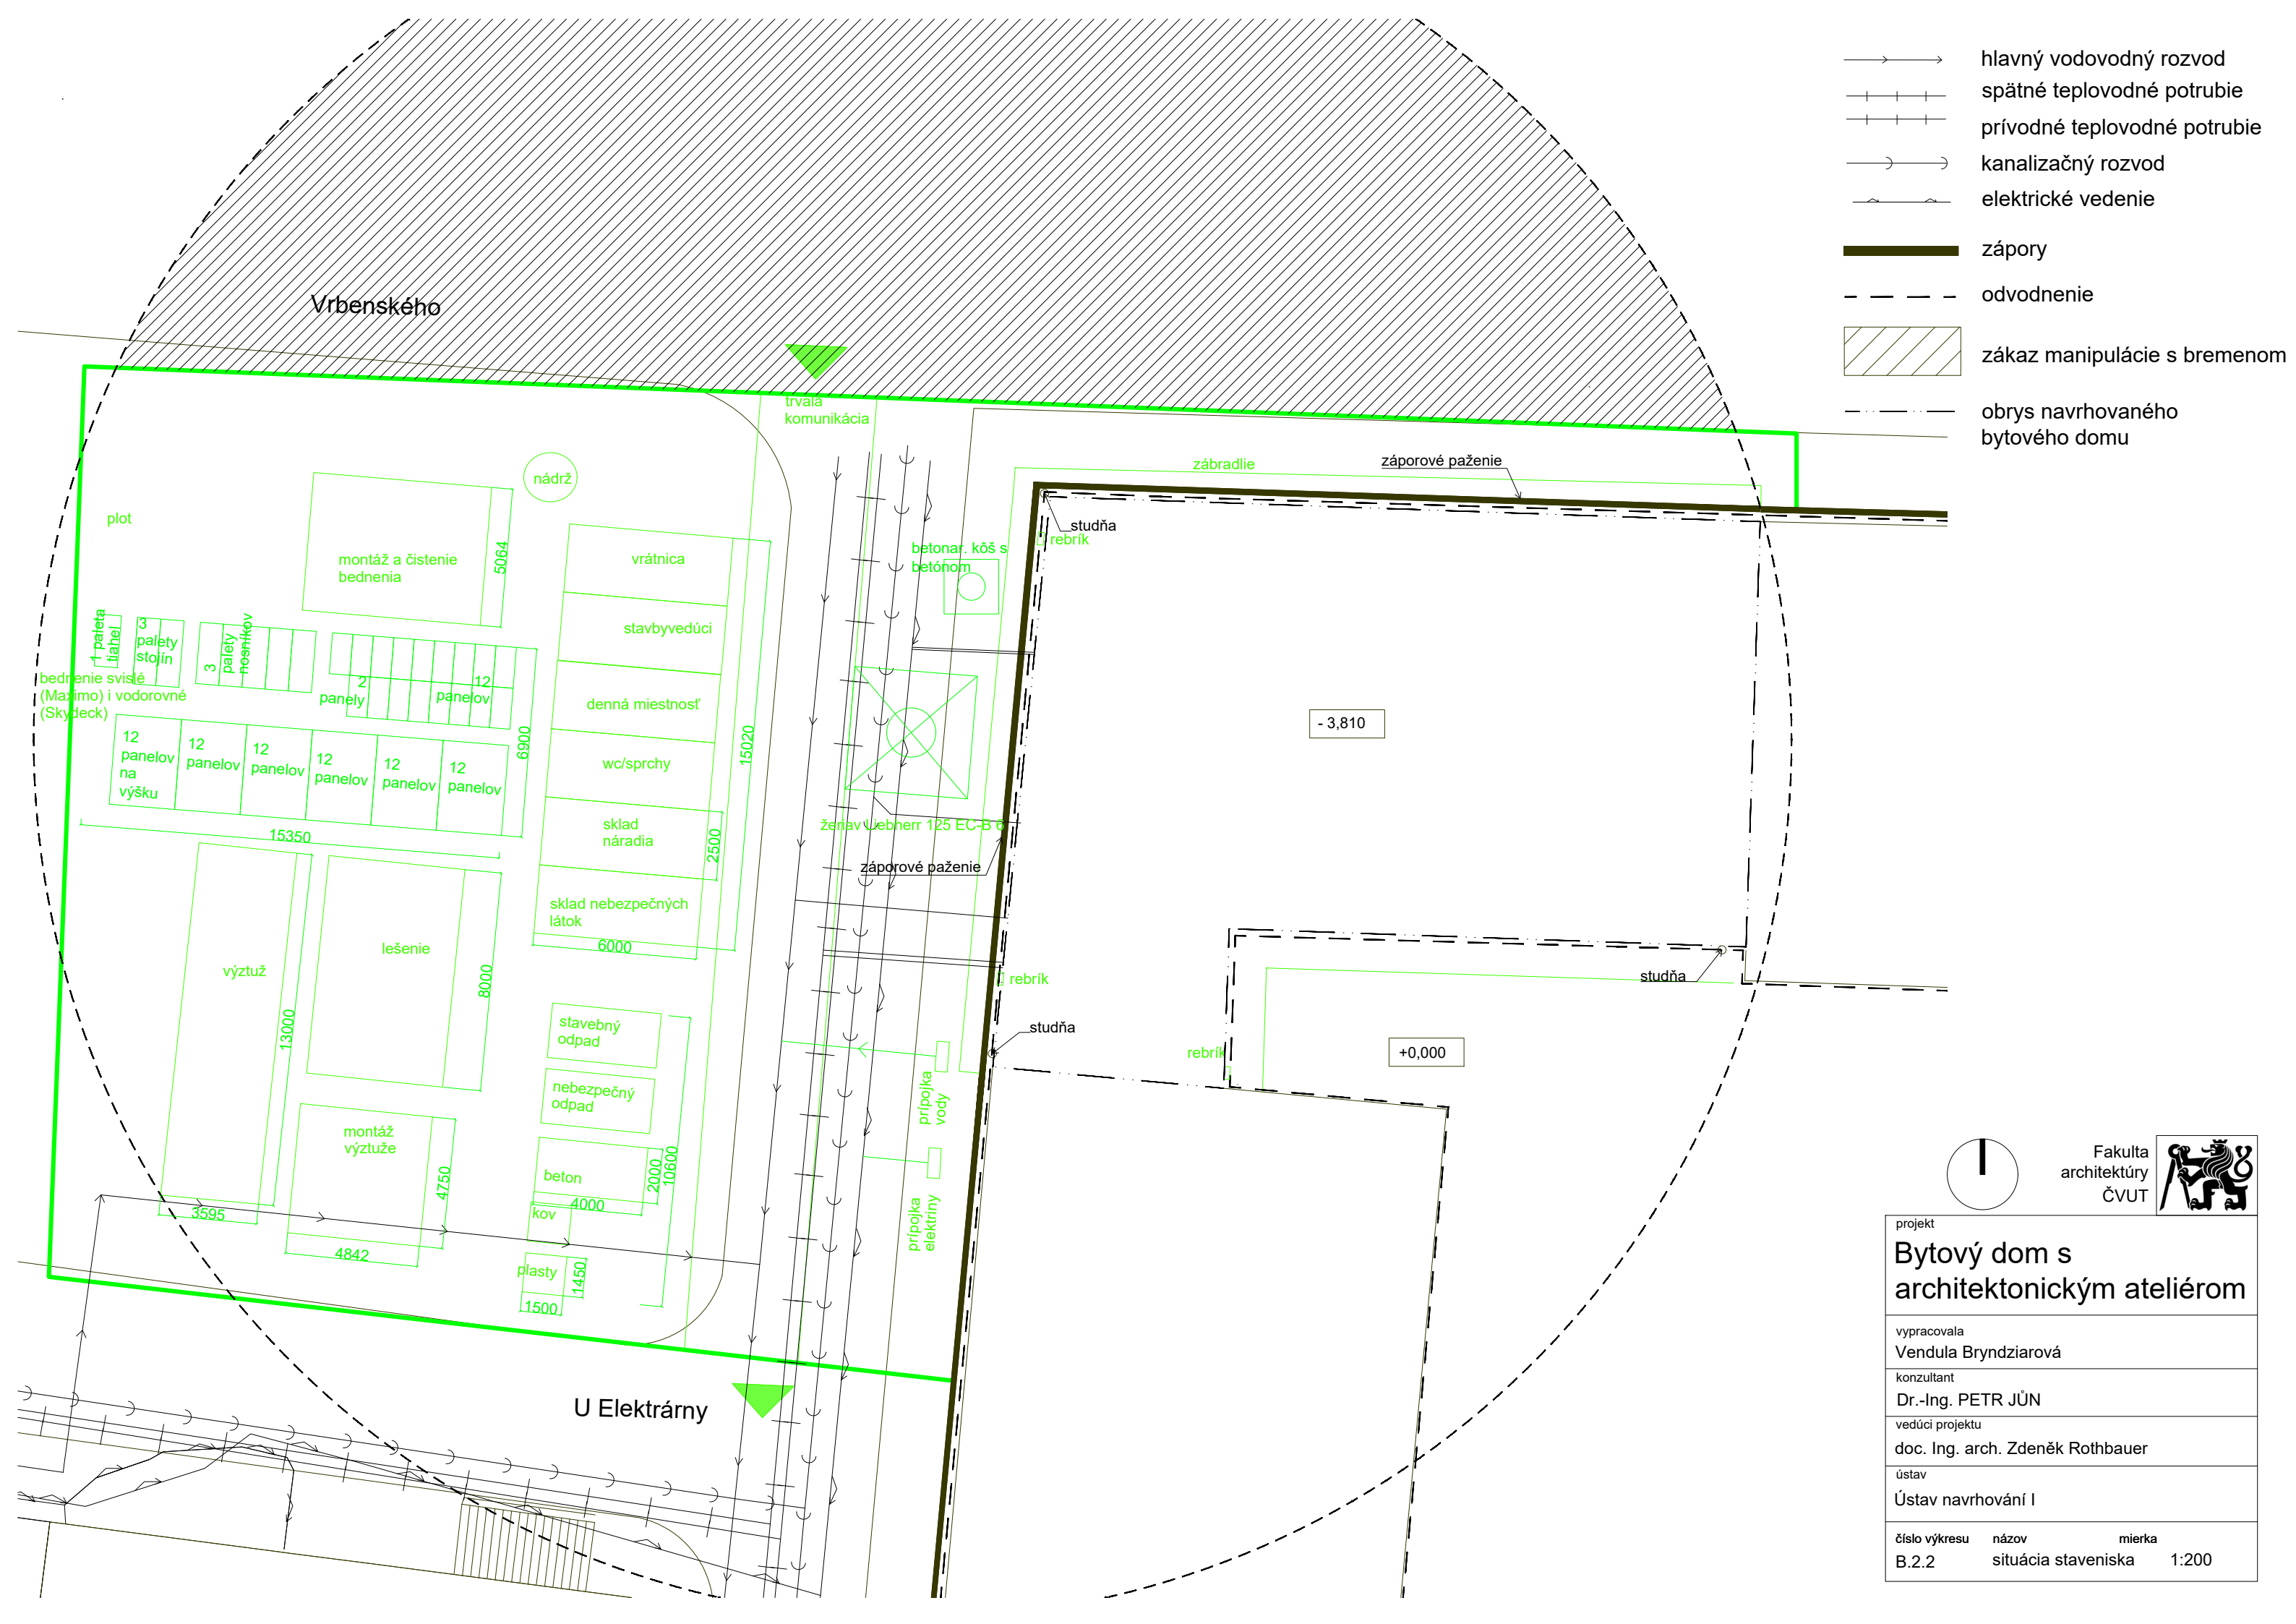 hlavný vodovodný rozvod
spätné teplovodné potrubie
prívodné teplovodné potrubie
kanalizačný rozvod
elektrické vedenie
zápory
odvodnenie
zákaz manipulácie s bremenom
obrys navrhovaného
bytového domu
Vrbenského
trvalá
komunikácia
zábradlie
záporové paženie
nádrž
plot
studňa
rebrík
montáž a čistenie
bednenia
5064
vrátnica
betonar. kôš s
betónom
stavbyvedúci
1 paleta
tiahel
3
palety
stojín
3
palety
nosníkov
2
panely
12
panelov
bednenie svislé
(Maximo) i vodorovné
(Skydeck)
denná miestnosť
- 3,810
12
panelov
na
výšku
12
panelov
12
panelov
12
panelov
12
panelov
12
panelov
6900
15020
wc/sprchy
15350
sklad
náradia
2500
žeriav Liebherr 125 EC-B 6
záporové paženie
sklad nebezpečných
látok
6000
lešenie
8000
výztuž
13000
rebrík
studňa
studňa
stavebný
odpad
rebrík
+0,000
nebezpečný
odpad
prípojka
vody
montáž
výztuže
4750
beton
2000
10600
4000
kov
3595
4842
prípojka
elektriny
plasty
1450
1500
U Elektrárny
Fakulta
architektúry
ČVUT
projekt
Bytový dom s
architektonickým ateliérom
vypracovala
Vendula Bryndziarová
konzultant
Dr.-Ing. PETR JŮN
vedúci projektu
doc. Ing. arch. Zdeněk Rothbauer
ústav
Ústav navrhování I
číslo výkresu názov mierka
B.2.2 situácia staveniska 1:200